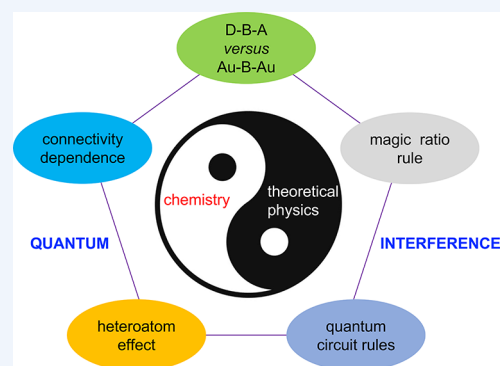 D-B-A
versus
Au-B-Au
connectivity
dependence
magic ratio
rule
chemistry
theoretical
physics
QUANTUM
INTERFERENCE
heteroatom
effect
quantum
circuit rules